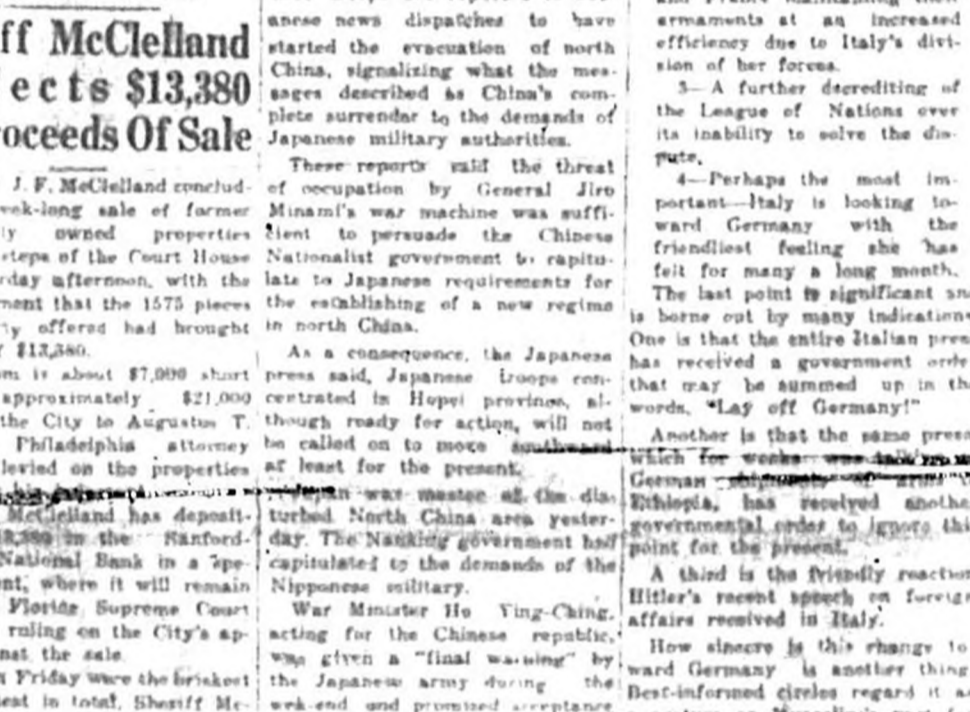 ff McClelland
ects $13,380
oceeds Of Sale
J. F. McClelland conclud-
week-long sale of former
ly owned properties
steps of the Court House
rday afternoon, with the
ment that the 1575 pieces
ty offered had brought
$13,380.
m is about $7,000 short
approximately $21,000
the City to Augustus T.
Philadelphia attorney
levied on the properties
McClelland has deposit-
in the Sanford-
National Bank in a spe-
nt, where it will remain
Florida Supreme Court
ruling on the City's ap-
nst the sale.
Friday were the briskest
est in total, Sheriff Mc-
anese news dispatches to have
started the evacuation of north
China, signalizing what the mes-
sages described as China's com-
plete surrender to the demands of
Japanese military authorities.
These reports said the threat
of occupation by General Jiro
Minami's war machine was suffi-
cient to persuade the Chinese
Nationalist government to capitu-
late to Japanese requirements for
the establishing of a new regime
in north China.
As a consequence, the Japanese
press said, Japanese troops con-
centrated in Hopei province, al-
though ready for action, will not
be called on to move southward
at least for the present.
Japan was master of the dis-
turbed North China area yester-
day. The Nanking government had
capitulated to the demands of the
Nipponese military.
War Minister Ho Ying-Ching,
acting for the Chinese republic,
was given a "final warning" by
the Japanese army during the
week-end and promised acceptance
armaments at an increased
efficiency due to Italy's divi-
sion of her forces.
3—A further discrediting of
the League of Nations over
its inability to solve the dis-
pute.
4—Perhaps the most im-
portant—Italy is looking to-
ward Germany with the
friendliest feeling she has
felt for many a long month.
The last point is significant an
is borne out by many indication
One is that the entire Italian pres
has received a government orde
that may be summed up in th
words, "Lay off Germany!"
Another is that the same press
which for weeks was
German of
Ethiopia, has received anothe
governmental order to ignore this
point for the present.
A third is the friendly reaction
Hitler's recent speech on foreign
affairs received in Italy.
How sincere is this change to
ward Germany is another thing
Best-informed circles regard it as